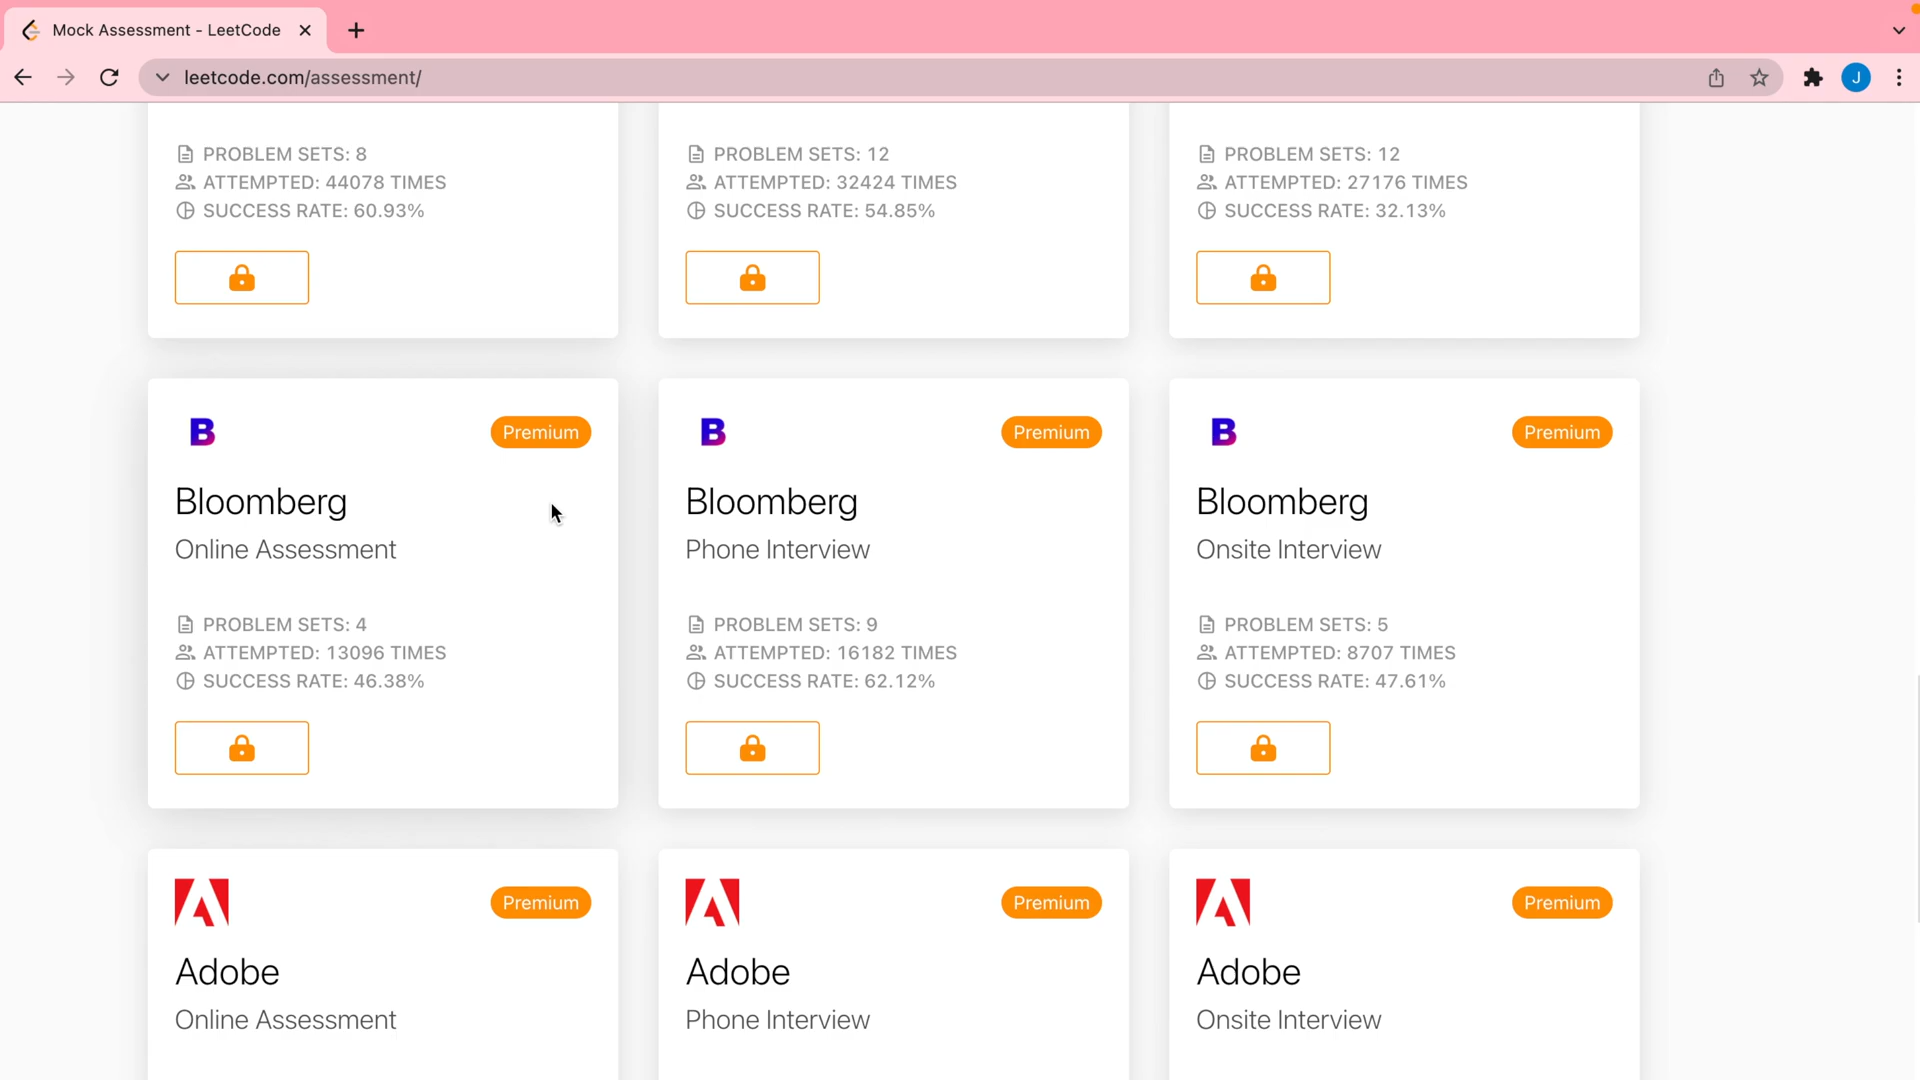 Mock Assessment - LeetCode
leetcode.com/assessment/
J
PROBLEM SETS: 8
ATTEMPTED: 44078 TIMES
SUCCESS RATE: 60.93%
PROBLEM SETS: 12
ATTEMPTED: 32424 TIMES
SUCCESS RATE: 54.85%
PROBLEM SETS: 12
ATTEMPTED: 27176 TIMES
SUCCESS RATE: 32.13%
B
Premium
Bloomberg
Online Assessment
PROBLEM SETS: 4
ATTEMPTED: 13096 TIMES
SUCCESS RATE: 46.38%
B
Premium
Bloomberg
Phone Interview
PROBLEM SETS: 9
ATTEMPTED: 16182 TIMES
SUCCESS RATE: 62.12%
B
Premium
Bloomberg
Onsite Interview
PROBLEM SETS: 5
ATTEMPTED: 8707 TIMES
SUCCESS RATE: 47.61%
Premium
Adobe
Online Assessment
Premium
Adobe
Phone Interview
Premium
Adobe
Onsite Interview